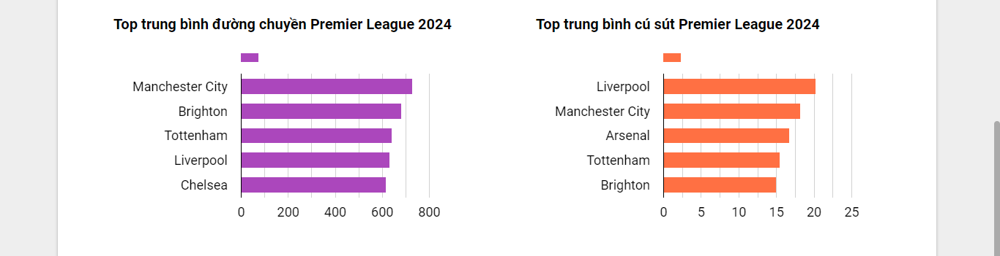 Top trung bình đường chuyền Premier League 2024
Manchester City
Brighton
Tottenham
Liverpool
Chelsea
0 200 400 600 800
Top trung bình cú sút Premier League 2024
Liverpool
Manchester City
Arsenal
Tottenham
Brighton
0 5 10 15 20 25